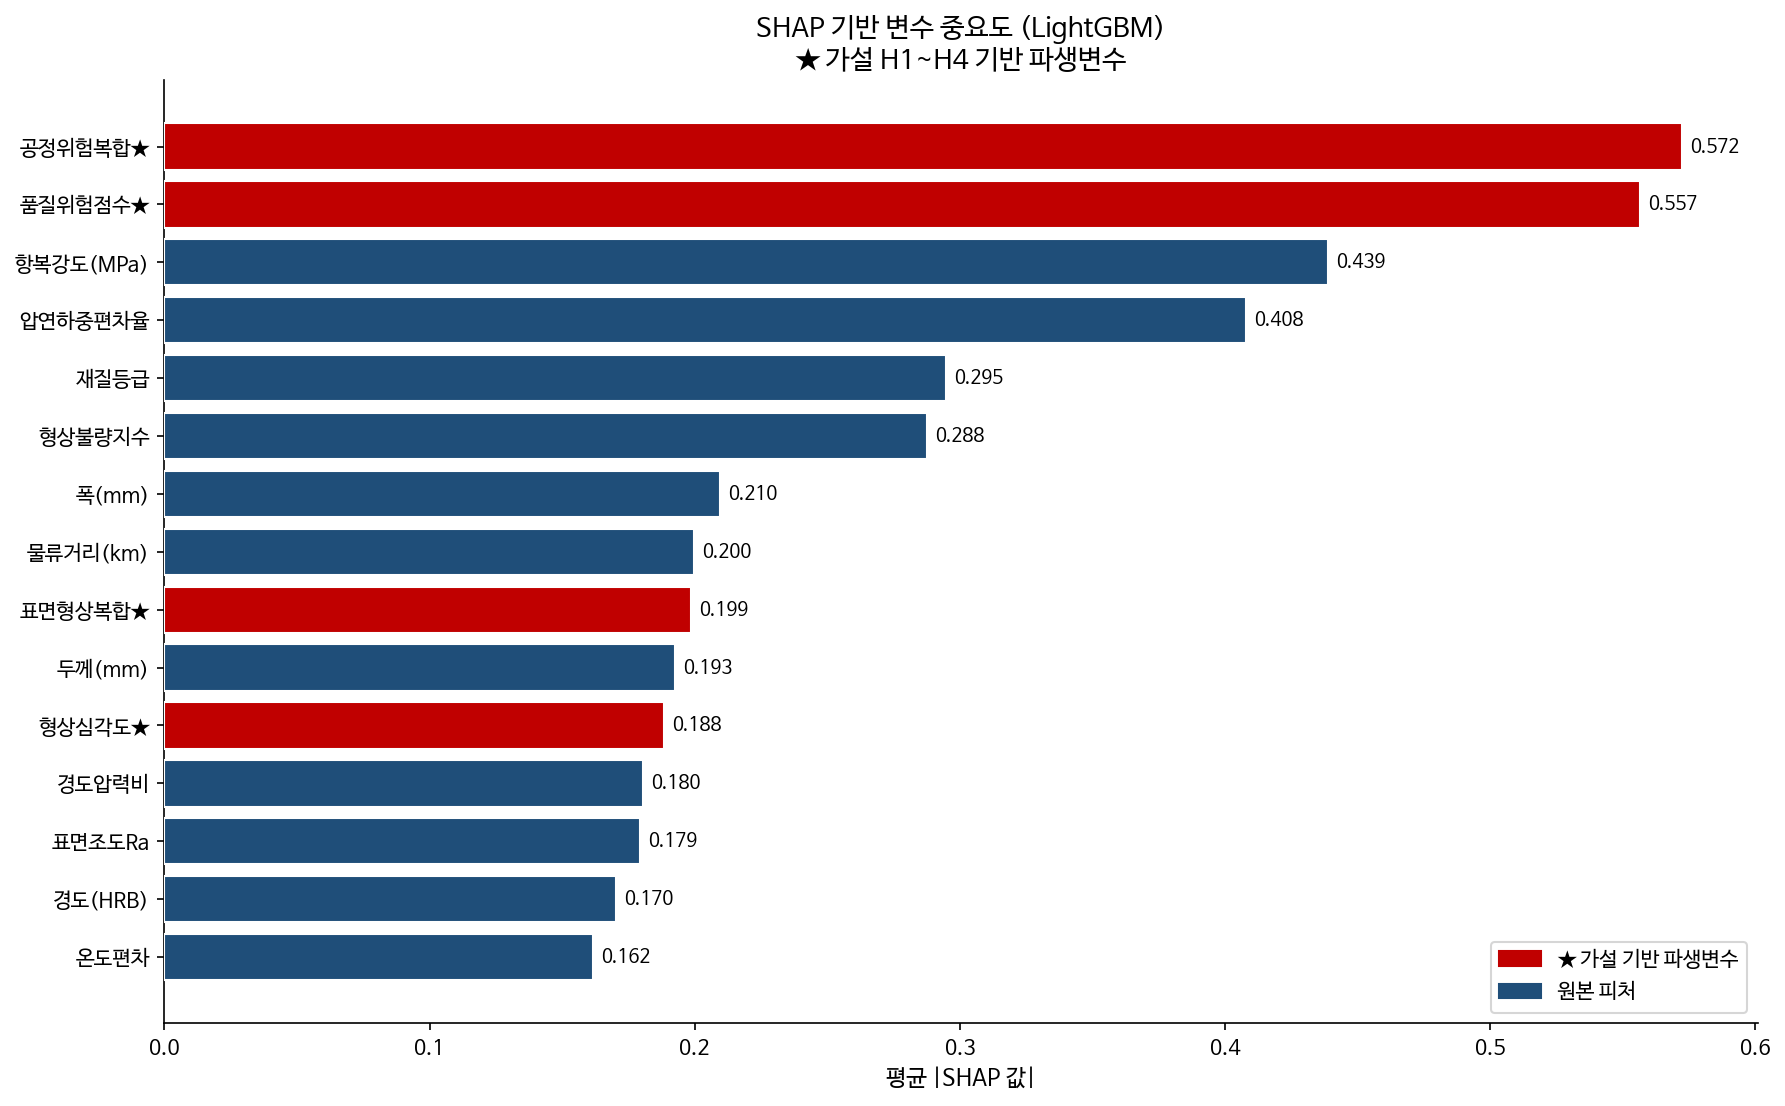 SHAP 기반 변수 중요도 (LightGBM)
★ 가설 H1~H4 기반 파생변수
공정위험복합★ 0.572
품질위험점수★ 0.557
항복강도(MPa) 0.439
압연하중편차율 0.408
재질등급 0.295
형상불량지수 0.288
폭(mm) 0.210
물류거리(km) 0.200
표면형상복합★ 0.199
두께(mm) 0.193
형상심각도★ 0.188
경도압력비 0.180
표면조도Ra 0.179
경도(HRB) 0.170
온도편차 0.162
★ 가설 기반 파생변수
원본 피처
0.0 0.1 0.2 0.3 0.4 0.5 0.6
평균 |SHAP 값|